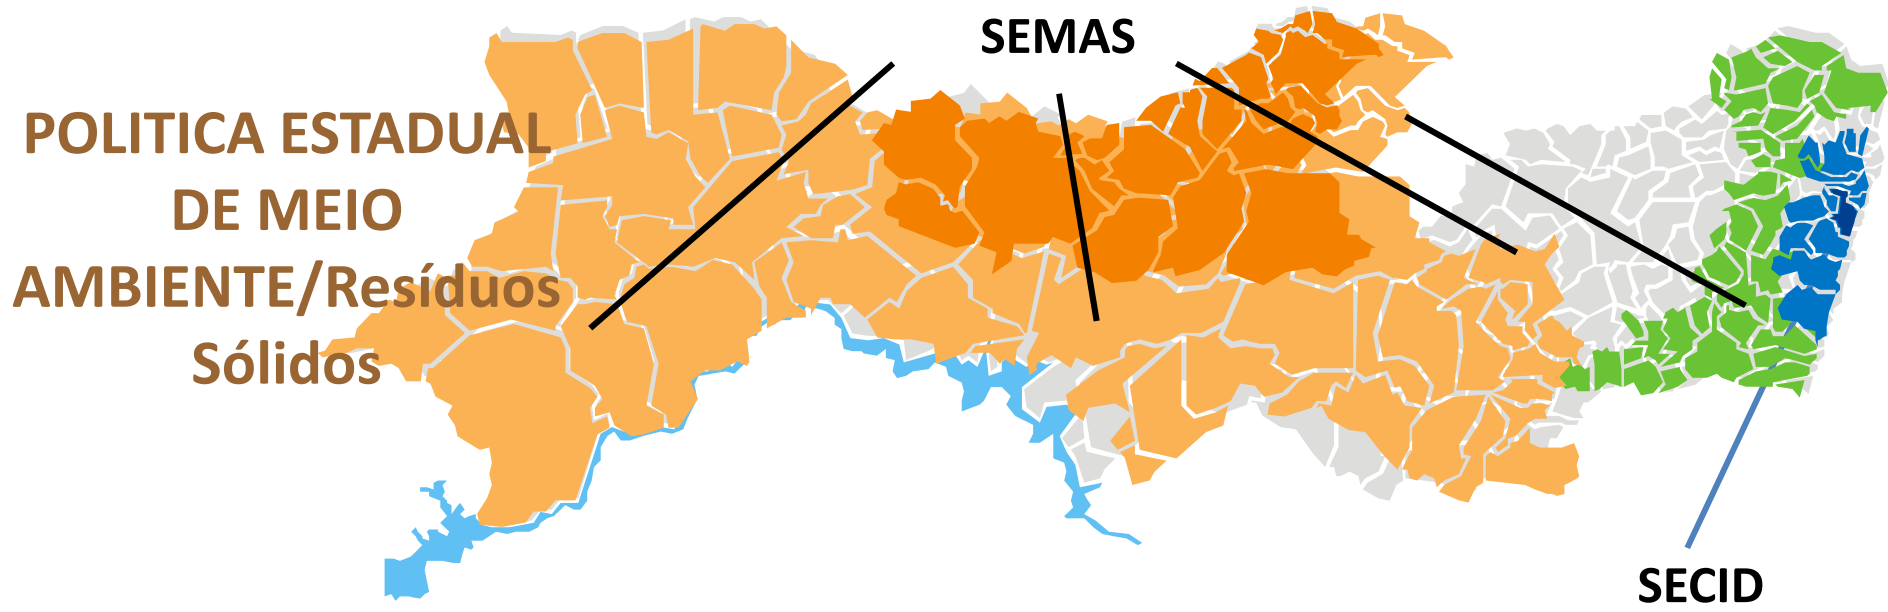 SEMAS
POLITICA ESTADUAL
DE MEIO
AMBIENTE/Resíduos
Sólidos
SECID